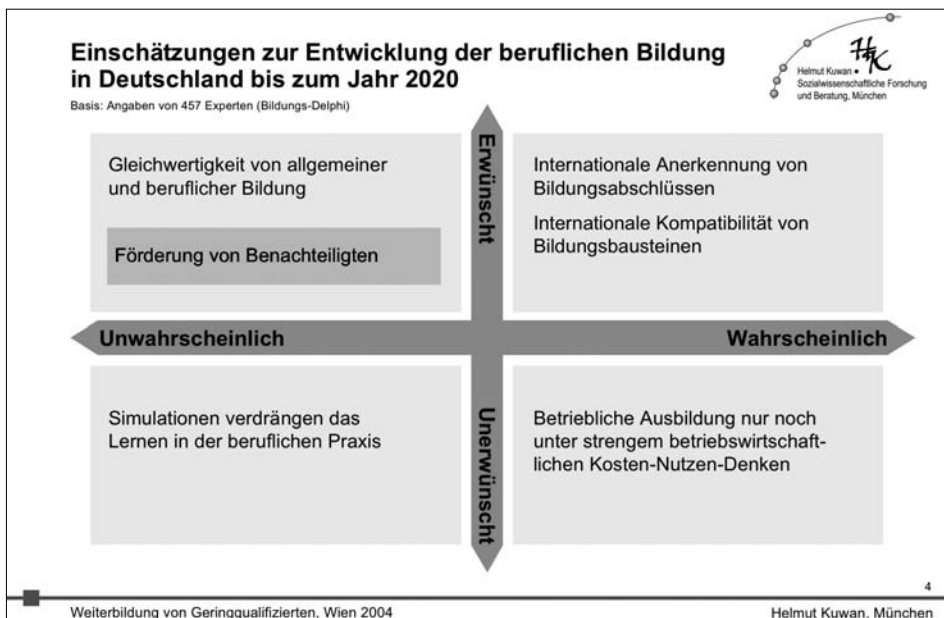 Einschätzungen zur Entwicklung der beruflichen Bildung
in Deutschland bis zum Jahr 2020
Basis: Angaben von 457 Experten (Bildungs-Delphi)
HK
Helmut Kuwan •
Sozialwissenschaftliche Forschung
und Beratung, München
Erwünscht
Gleichwertigkeit von allgemeiner
und beruflicher Bildung
Förderung von Benachteiligten
Internationale Anerkennung von
Bildungsabschlüssen
Internationale Kompatibilität von
Bildungsbausteinen
Unwahrscheinlich
Wahrscheinlich
Simulationen verdrängen das
Lernen in der beruflichen Praxis
Unerwünscht
Betriebliche Ausbildung nur noch
unter strengem betriebswirtschaft-
lichen Kosten-Nutzen-Denken
4
Weiterbildung von Geringqualifizierten, Wien 2004
Helmut Kuwan, München